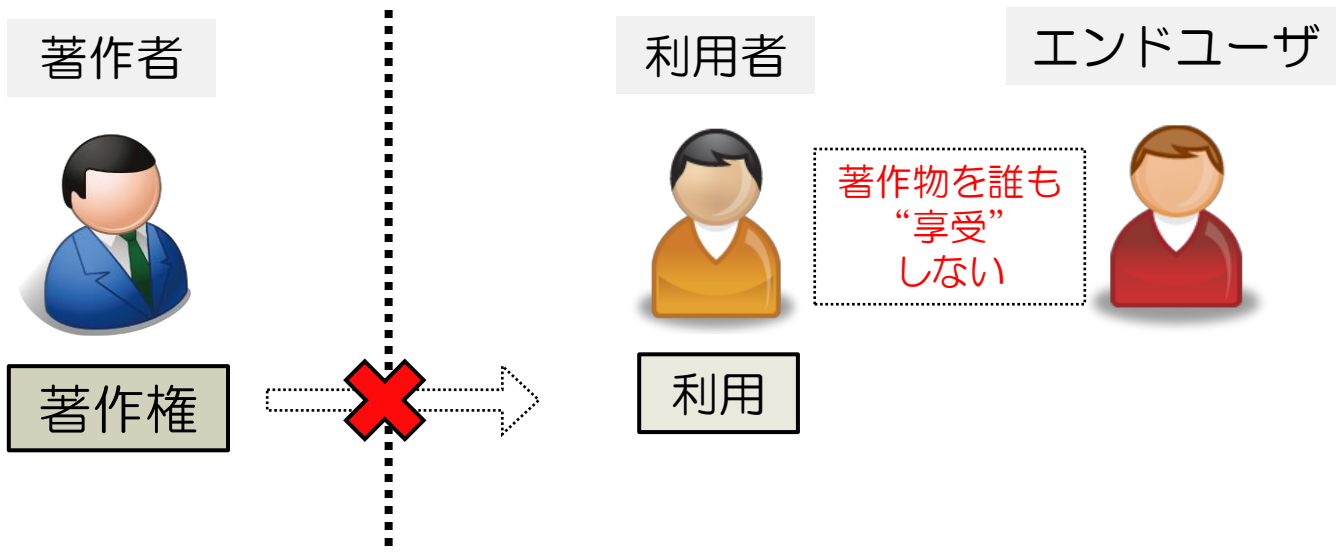 著作者
利用者
エンドユーザ
著作物を誰も
“享受”
しない
著作権
利用